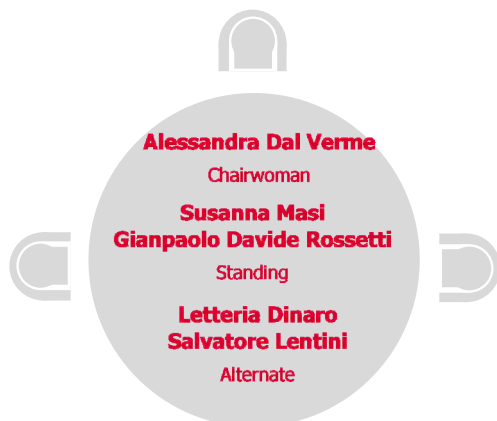 Alessandra Dal Verme
Chairwoman
Susanna Masi
Gianpaolo Davide Rossetti
Standing
Letteria Dinaro
Salvatore Lentini
Alternate